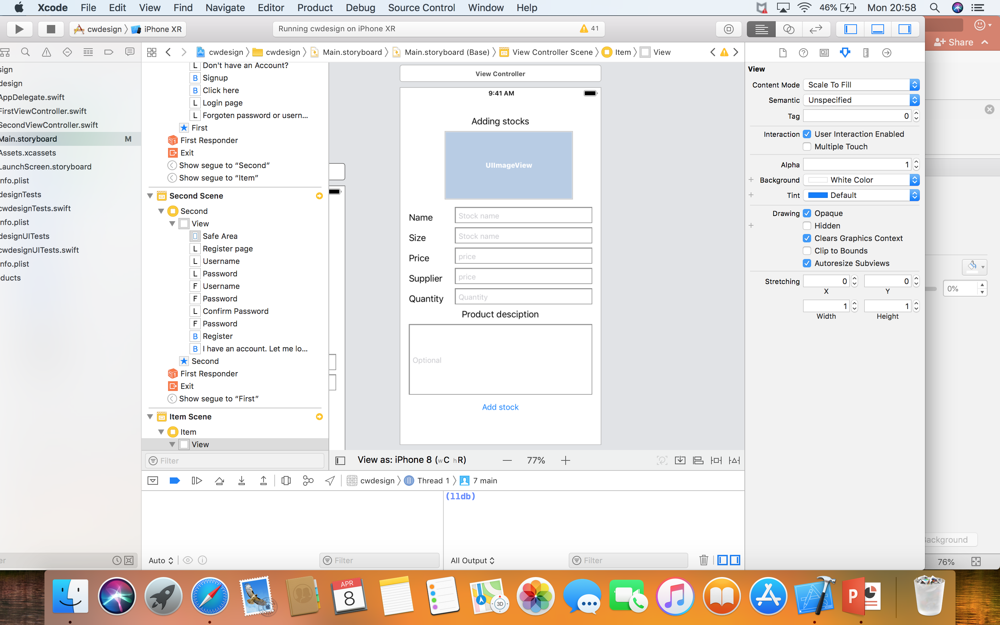 Xcode File Edit View Find Navigate Editor Product Debug Source Control Window Help 46% Mon 20:58
cwdesign iPhone XR Running cwdesign on iPhone XR 41
Share
cwdesign cwdesign Main.storyboard Main.storyboard (Base) View Controller Scene Item View
sign
design
AppDelegate.swift
FirstViewController.swift
SecondViewController.swift
Main.storyboard M
Assets.xcassets
LaunchScreen.storyboard
nfo.plist
designTests
cwdesignTests.swift
nfo.plist
designUITests
cwdesignUITests.swift
nfo.plist
ducts
er
L Don't have an Account?
B Signup
B Click here
L Login page
L Forgoten password or usern...
First
1 First Responder
Exit
Show segue to “Second”
Show segue to “Item”
Second Scene
Second
View
Safe Area
L Register page
L Username
L Password
F Username
F Password
L Confirm Password
F Password
B Register
B I have an account. Let me lo...
Second
1 First Responder
Exit
Show segue to “First”
Item Scene
Item
View
Filter
View Controller
9:41 AM
Adding stocks
UIImageView
Name Stock name
Size Stock name
Price price
Supplier price
Quantity Quantity
Product desciption
Optional
Add stock
View as: iPhone 8 (wC hR) 77%
View
Content Mode Scale To Fill
Semantic Unspecified
Tag 0
Interaction User Interaction Enabled
Multiple Touch
Alpha 1
Background White Color
Tint Default
Drawing Opaque
Hidden
Clears Graphics Context
Clip to Bounds
Autoresize Subviews
Stretching 0 0
X Y
1 1
Width Height
0%
ackground
76%
cwdesign Thread 1 7 main
(lldb)
Auto Filter All Output Filter
APR
8
3D
P